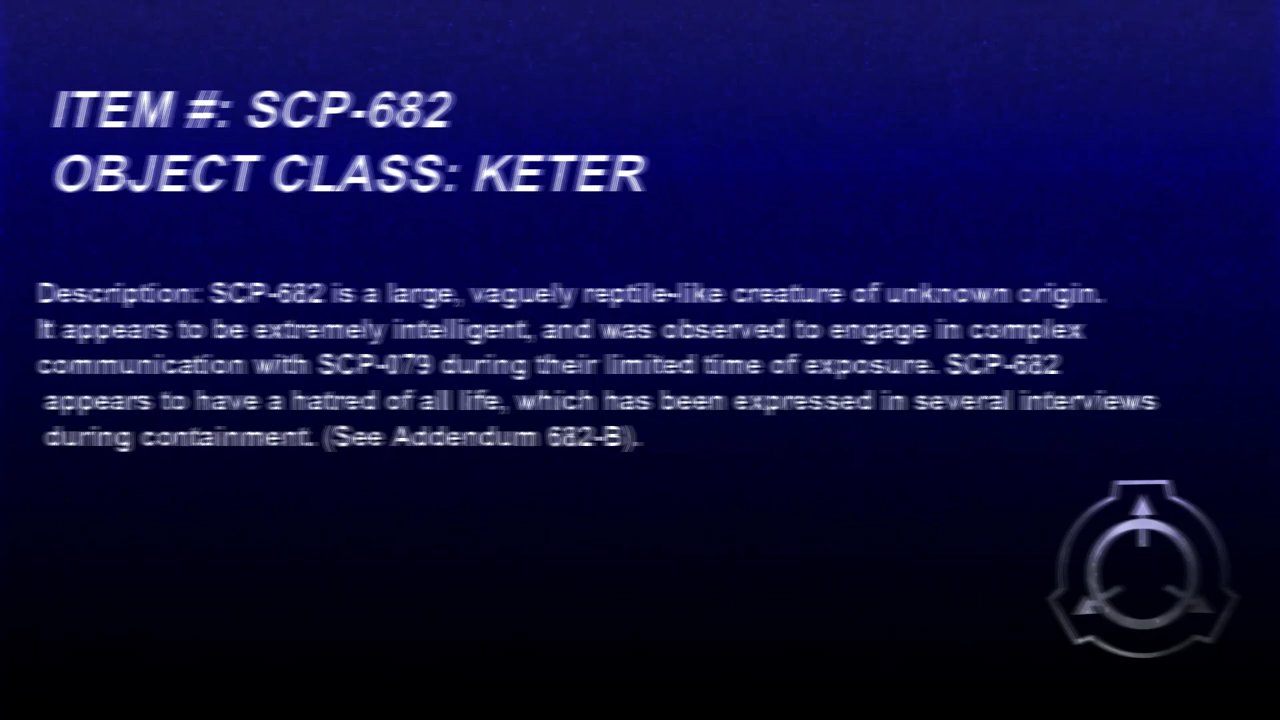 ITEM #: SCP-682
OBJECT CLASS: KETER
Description: SCP-682 is a large, vaguely reptile-like creature of unknown origin.
It appears to be extremely intelligent, and was observed to engage in complex
communication with SCP-079 during their limited time of exposure. SCP-682
appears to have a hatred of all life, which has been expressed in several interviews
during containment. (See Addendum 682-B).